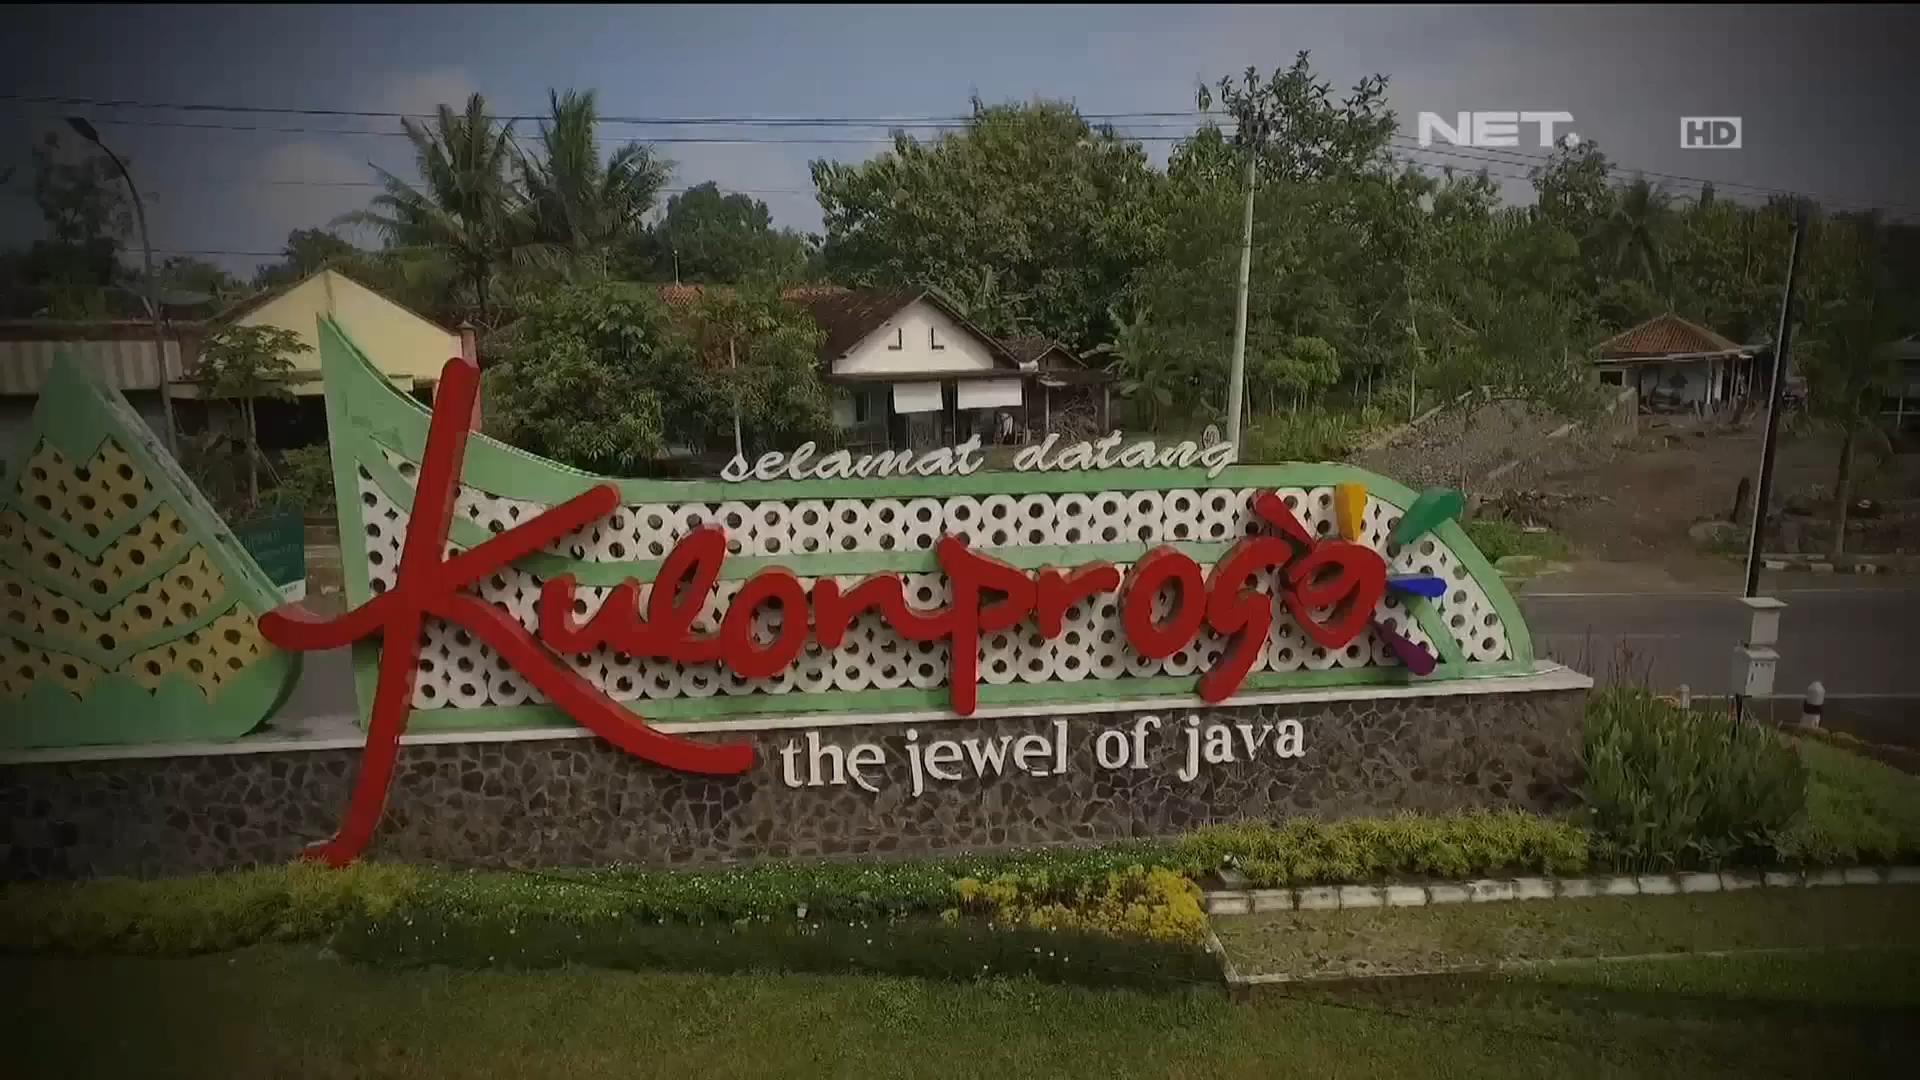 NET.
HD
selamat datang
Kulonprogo
the jewel of java